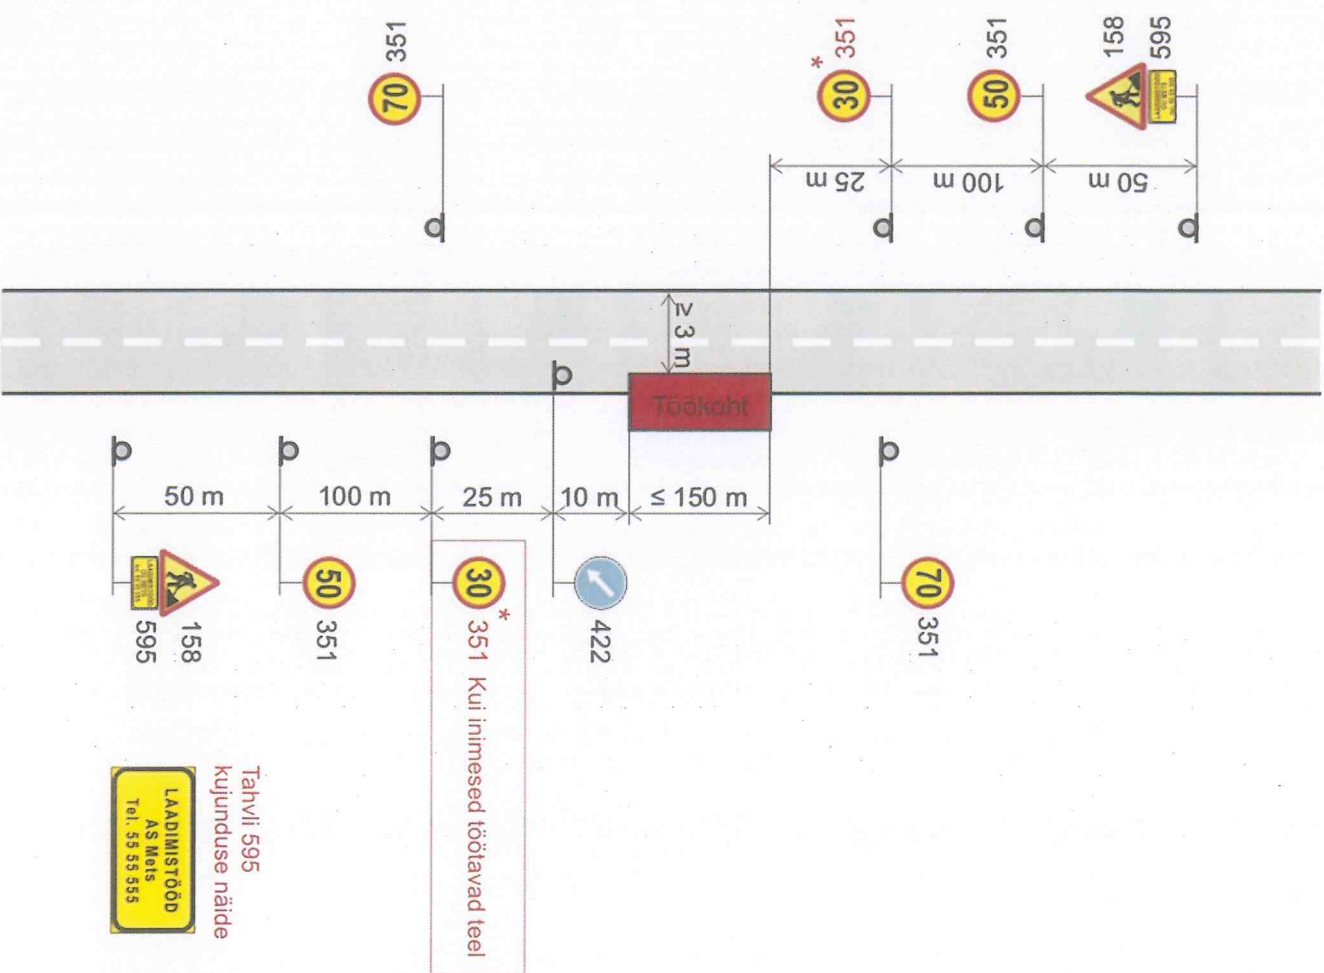 351
70
* 351
30
351
50
158
595
25 m
100 m
50 m
≥ 3 m
Töökoht
50 m
100 m
25 m
10 m
≤ 150 m
595
158
50
351
30
* 351 Kui inimesed töötavad teel
422
70
351
Tahvli 595
kujunduse näide
LAADIMISTÖÖD
AS Mets
Tel. 55 55 555